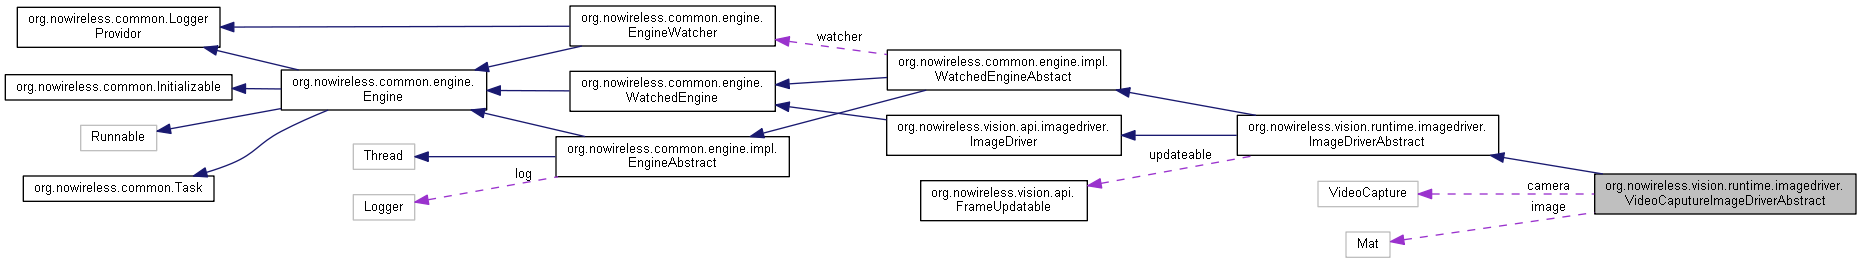 org.nowireless.common.Logger
Providor
org.nowireless.common.Initializable
Runnable
org.nowireless.common.Task
org.nowireless.common.engine.
Engine
Thread
Logger
log
org.nowireless.common.engine.
EngineWatcher
org.nowireless.common.engine.
WatchedEngine
org.nowireless.common.engine.impl.
EngineAbstract
watcher
org.nowireless.common.engine.impl.
WatchedEngineAbstact
org.nowireless.vision.api.imagedriver.
ImageDriver
org.nowireless.vision.api.
FrameUpdatable
updateable
org.nowireless.vision.runtime.imagedriver.
ImageDriverAbstract
VideoCapture
Mat
camera
image
org.nowireless.vision.runtime.imagedriver.
VideoCaputureImageDriverAbstract